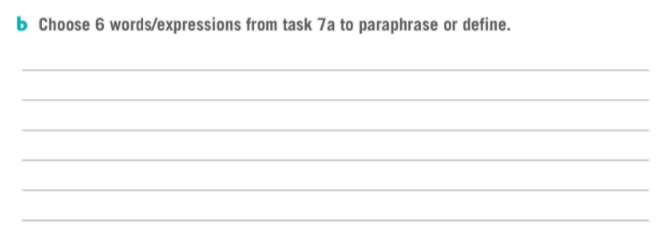 b Choose 6 words/expressions from task 7a to paraphrase or define.